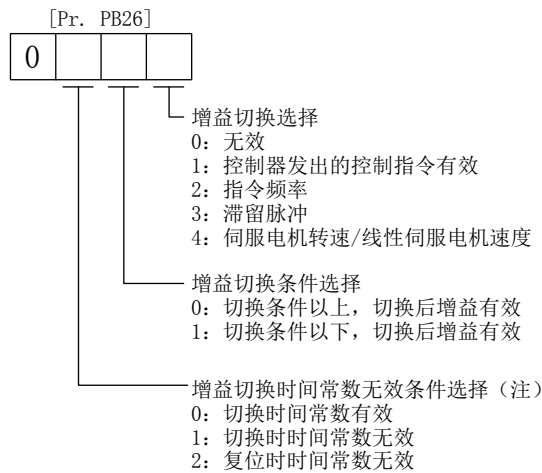 [Pr. PB26]
0
增益切换选择
0：无效
1：控制器发出的控制指令有效
2：指令频率
3：滞留脉冲
4：伺服电机转速/线性伺服电机速度
增益切换条件选择
0：切换条件以上，切换后增益有效
1：切换条件以下，切换后增益有效
增益切换时间常数无效条件选择（注）
0：切换时间常数有效
1：切换时时间常数无效
2：复位时时间常数无效